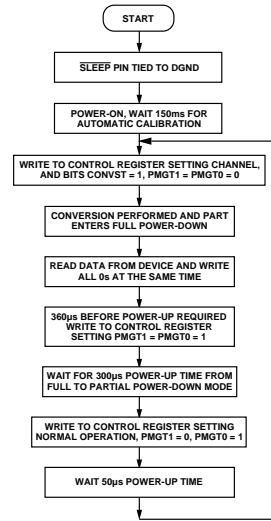 START
SLEEP PIN TIED TO DGND
POWER-ON, WAIT 150ms FOR
AUTOMATIC CALIBRATION
WRITE TO CONTROL REGISTER SETTING CHANNEL,
AND BITS CONVST = 1, PMGT1 = PMGT0 = 0
CONVERSION PERFORMED AND PART
ENTERS FULL POWER-DOWN
READ DATA FROM DEVICE AND WRITE
ALL 0s AT THE SAME TIME
360µs BEFORE POWER-UP REQUIRED
WRITE TO CONTROL REGISTER
SETTING PMGT1 = PMGT0 = 1
WAIT FOR 300µs POWER-UP TIME FROM
FULL TO PARTIAL POWER-DOWN MODE
WRITE TO CONTROL REGISTER SETTING
NORMAL OPERATION, PMGT1 = 0, PMGT0 = 1
WAIT 50µs POWER-UP TIME